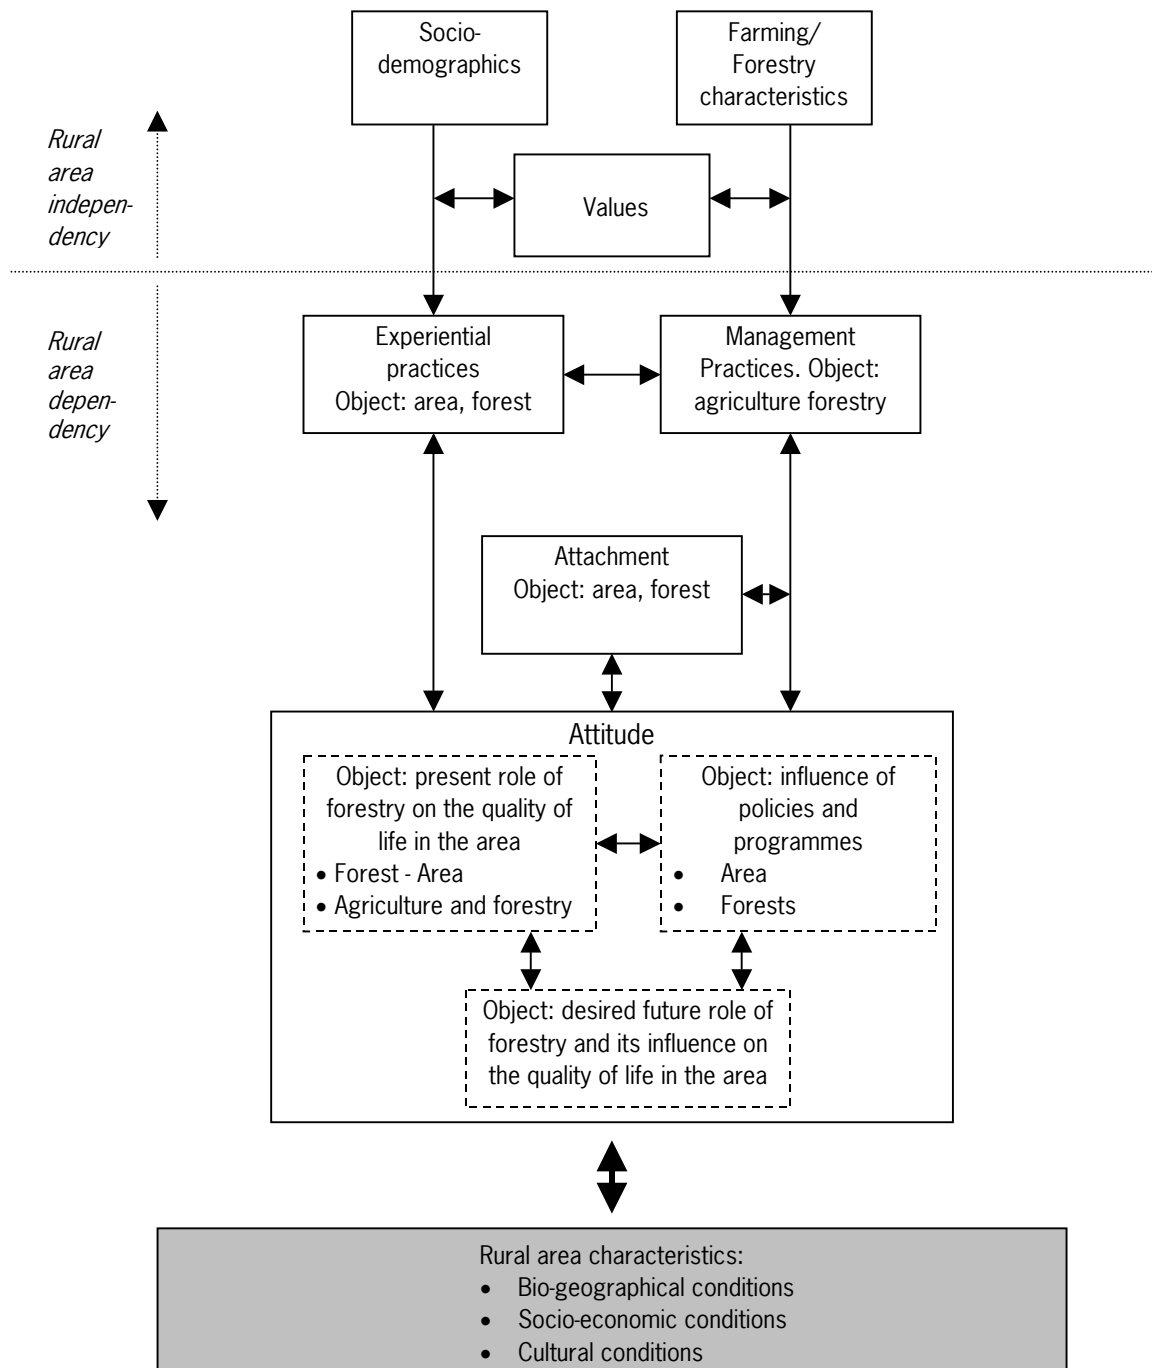 Socio-
demographics
Farming/
Forestry
characteristics
Rural
area
indepen-
dency
Values
Rural
area
depen-
dency
Experiential
practices
Object: area, forest
Management
Practices. Object:
agriculture forestry
Attachment
Object: area, forest
Attitude
Object: present role of
forestry on the quality of
life in the area
• Forest - Area
• Agriculture and forestry
Object: influence of
policies and
programmes
• Area
• Forests
Object: desired future role of
forestry and its influence on
the quality of life in the area
Rural area characteristics:
• Bio-geographical conditions
• Socio-economic conditions
• Cultural conditions